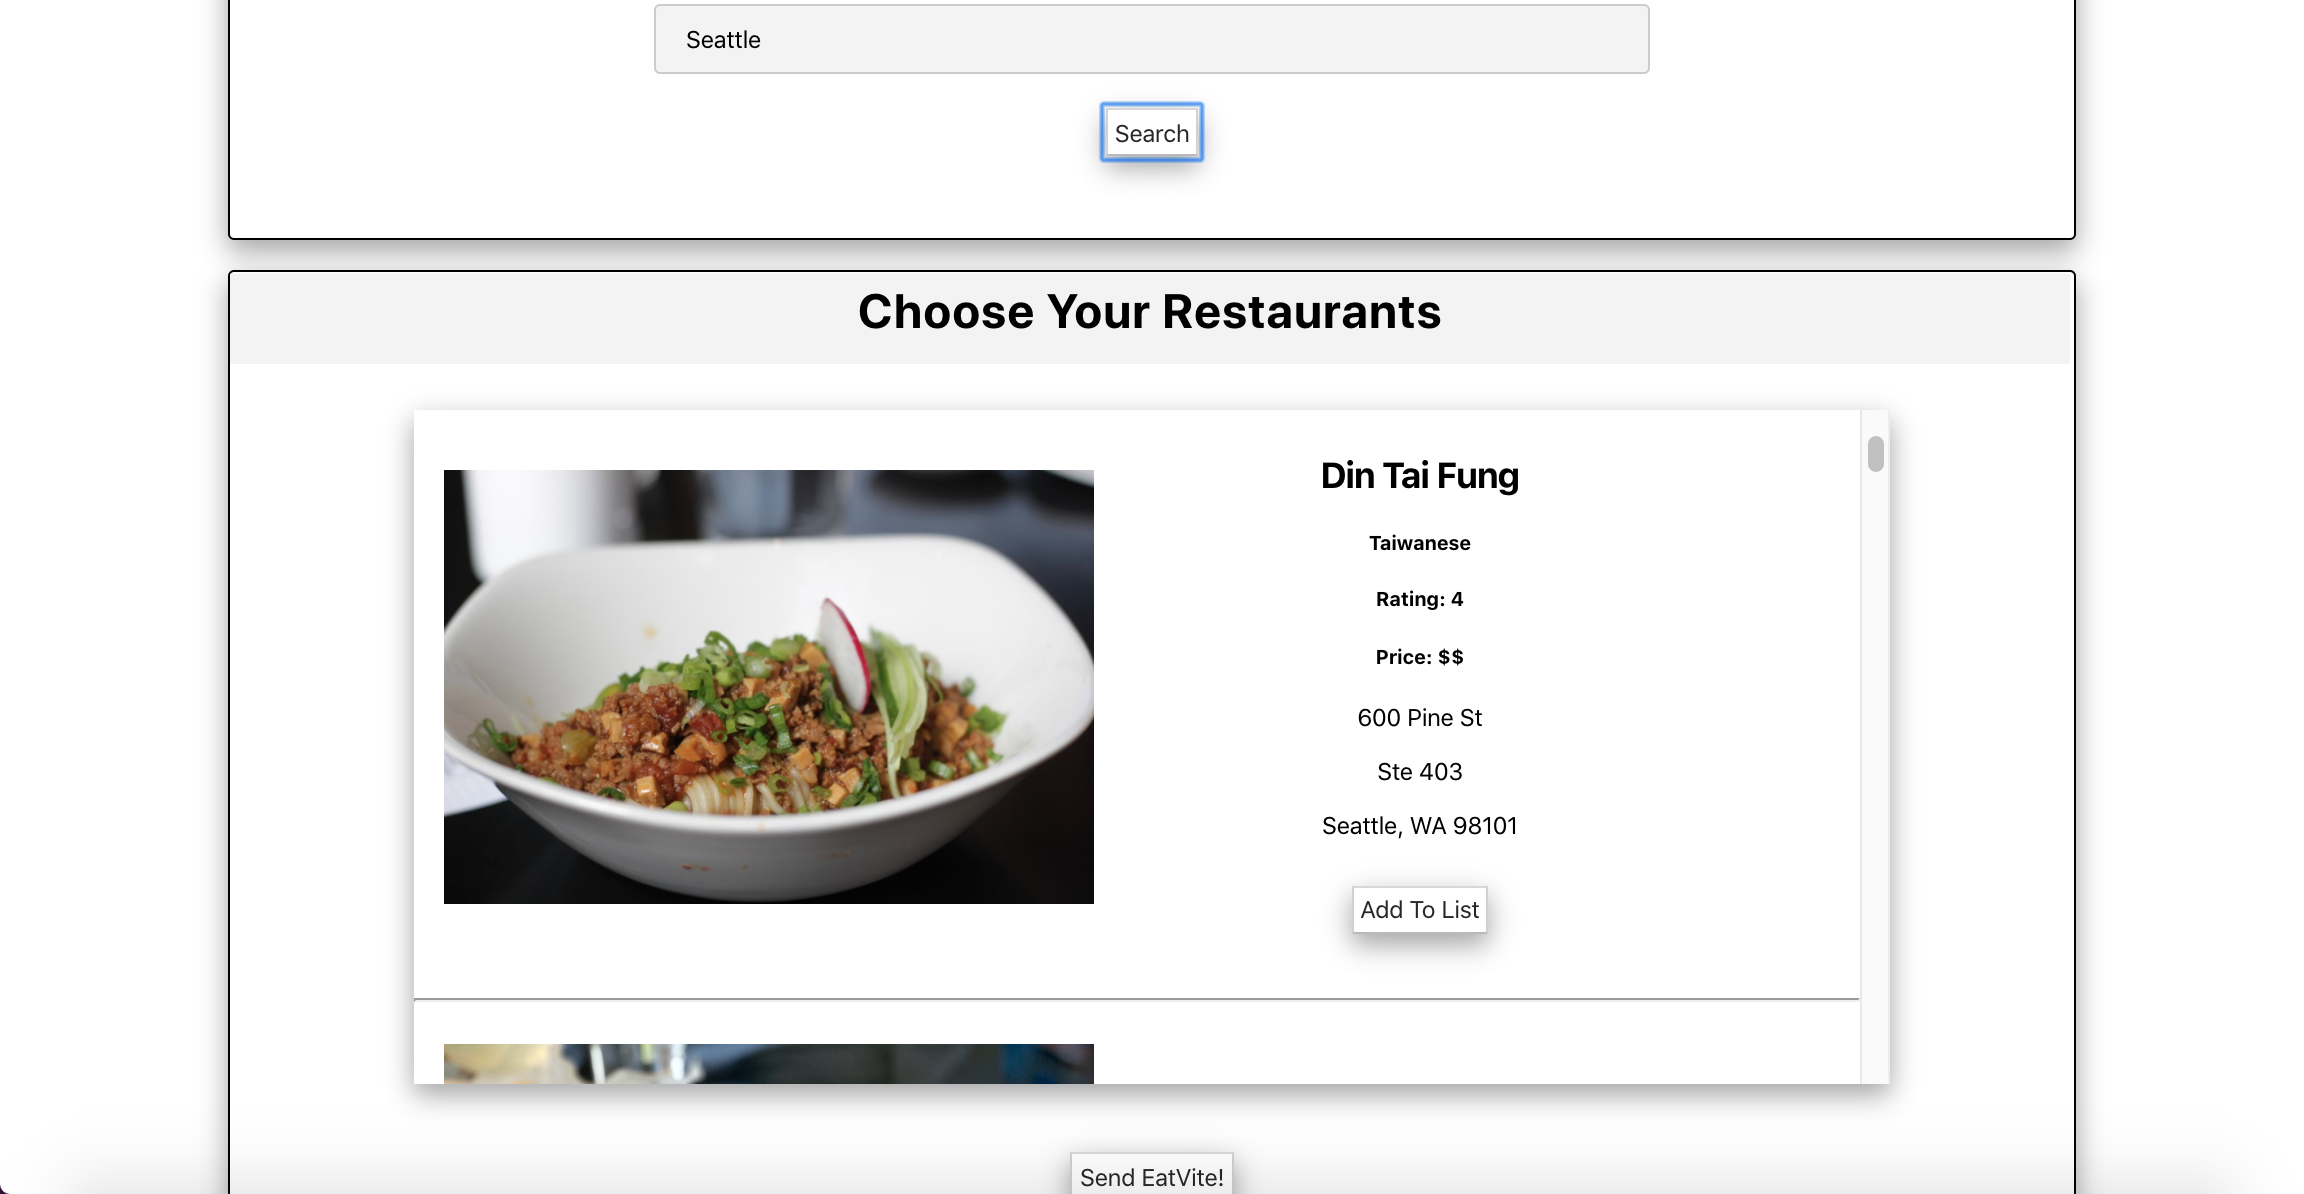 Seattle
Search
Choose Your Restaurants
Din Tai Fung
Taiwanese
Rating: 4
Price: $$
600 Pine St
Ste 403
Seattle, WA 98101
Add To List
Send EatVite!